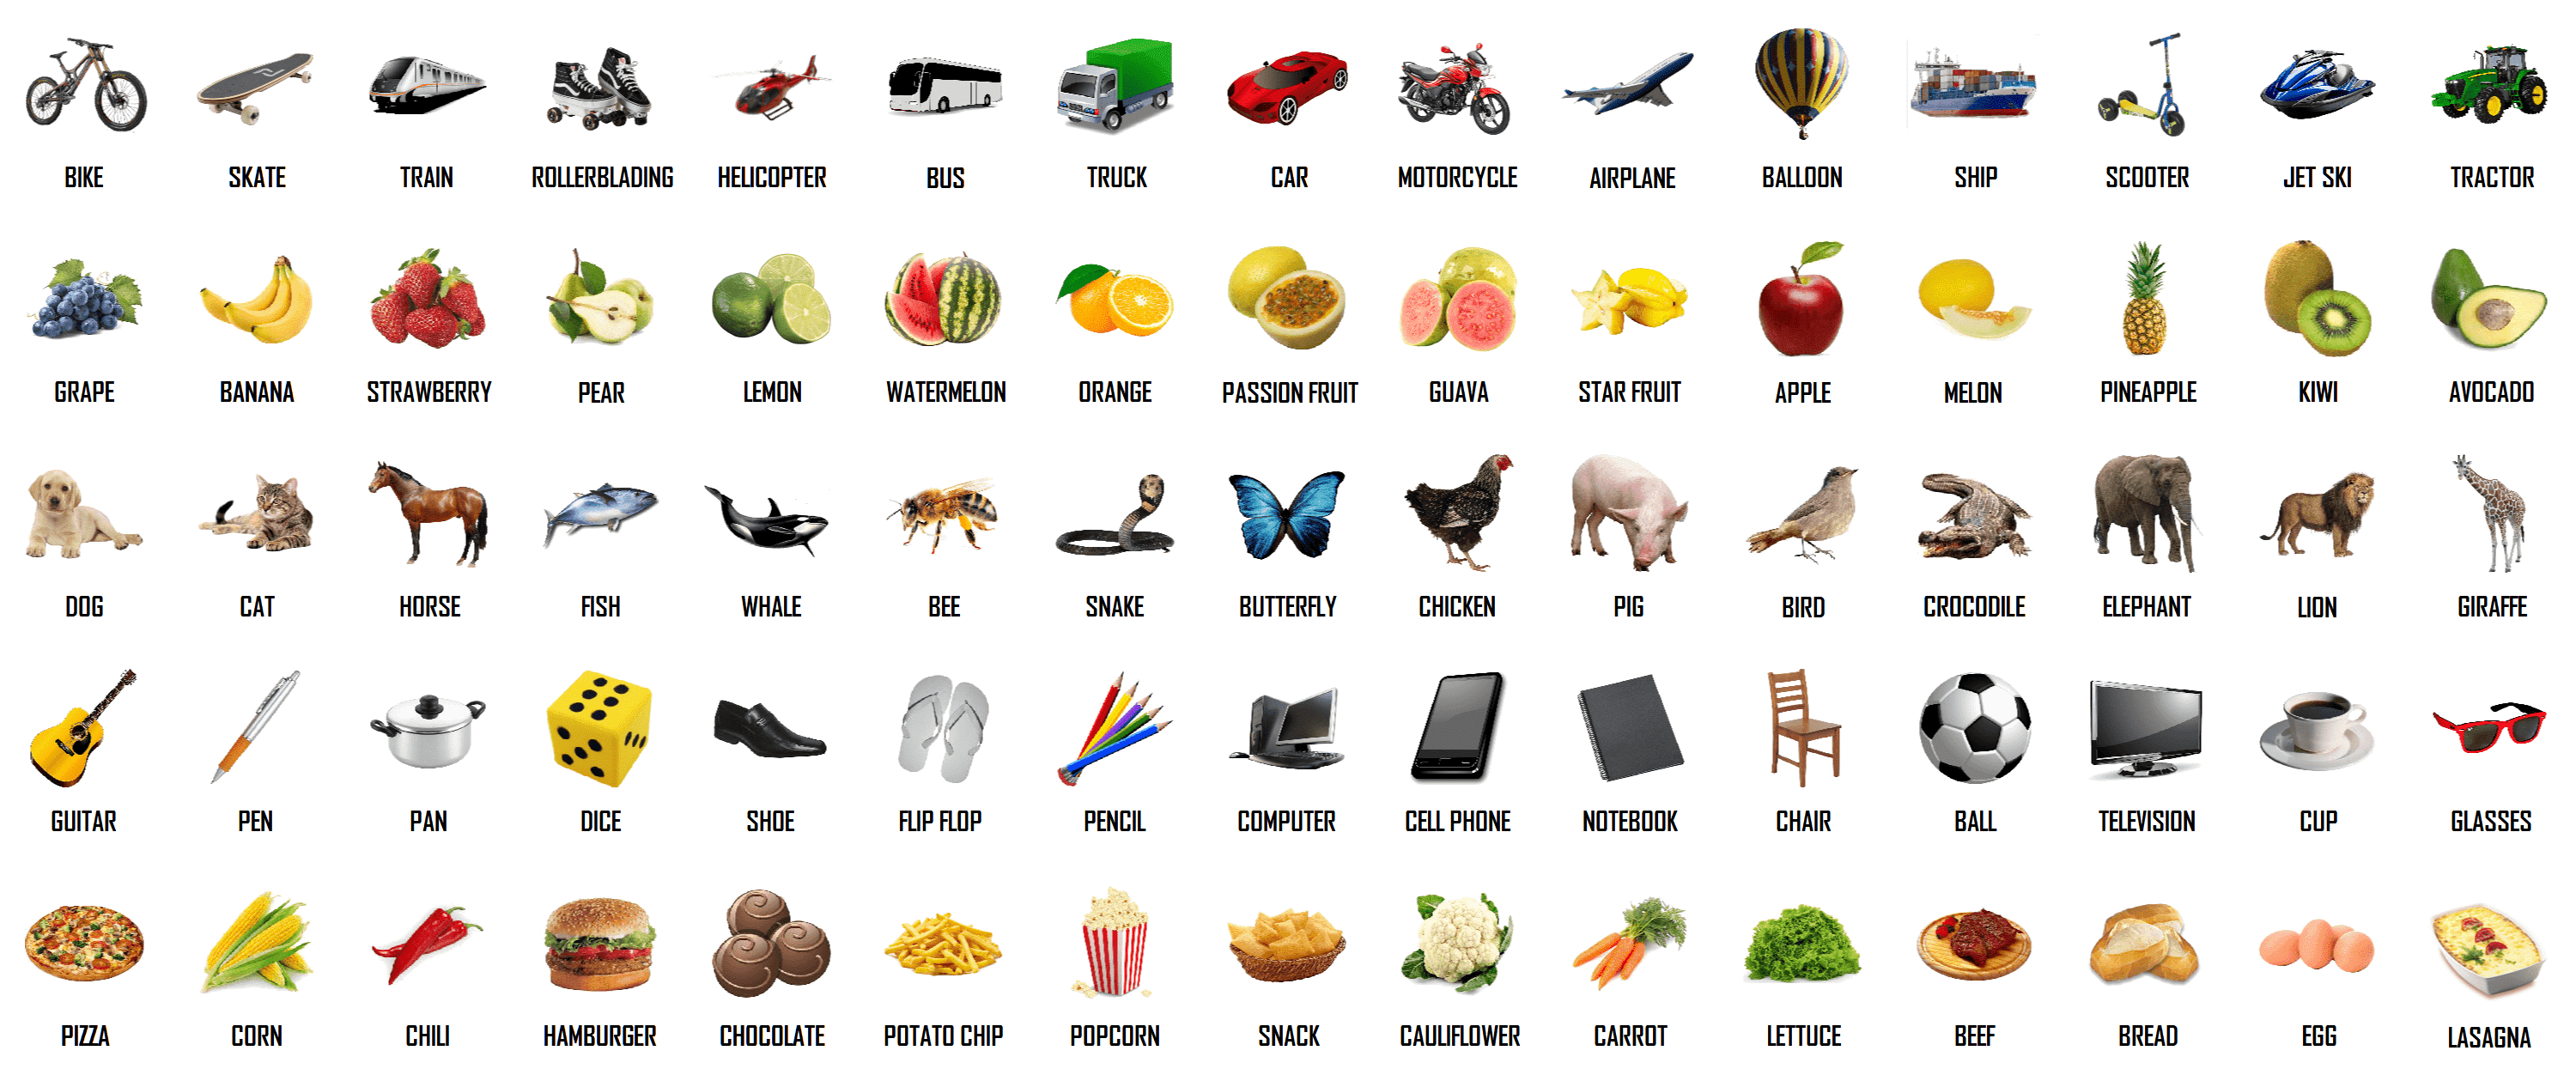 BIKE SKATE TRAIN ROLLERBLADING HELICOPTER BUS TRUCK CAR MOTORCYCLE AIRPLANE BALLOON SHIP SCOOTER JET SKI TRACTOR
GRAPE BANANA STRAWBERRY PEAR LEMON WATERMELON ORANGE PASSION FRUIT GUAVA STAR FRUIT APPLE MELON PINEAPPLE KIWI AVOCADO
DOG CAT HORSE FISH WHALE BEE SNAKE BUTTERFLY CHICKEN PIG BIRD CROCODILE ELEPHANT LION GIRAFFE
GUITAR PEN PAN DICE SHOE FLIP FLOP PENCIL COMPUTER CELL PHONE NOTEBOOK CHAIR BALL TELEVISION CUP GLASSES
PIZZA CORN CHILI HAMBURGER CHOCOLATE POTATO CHIP POPCORN SNACK CAULIFLOWER CARROT LETTUCE BEEF BREAD EGG LASAGNA